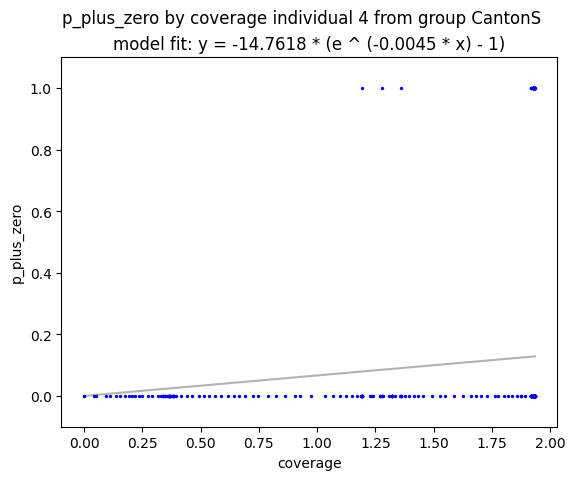 p_plus_zero by coverage individual 4 from group CantonS
model fit: y = -14.7618 * (e ^ (-0.0045 * x) - 1)
1.0
0.8
0.6
0.4
0.2
0.0
p_plus_zero
0.00 0.25 0.50 0.75 1.00 1.25 1.50 1.75 2.00
coverage